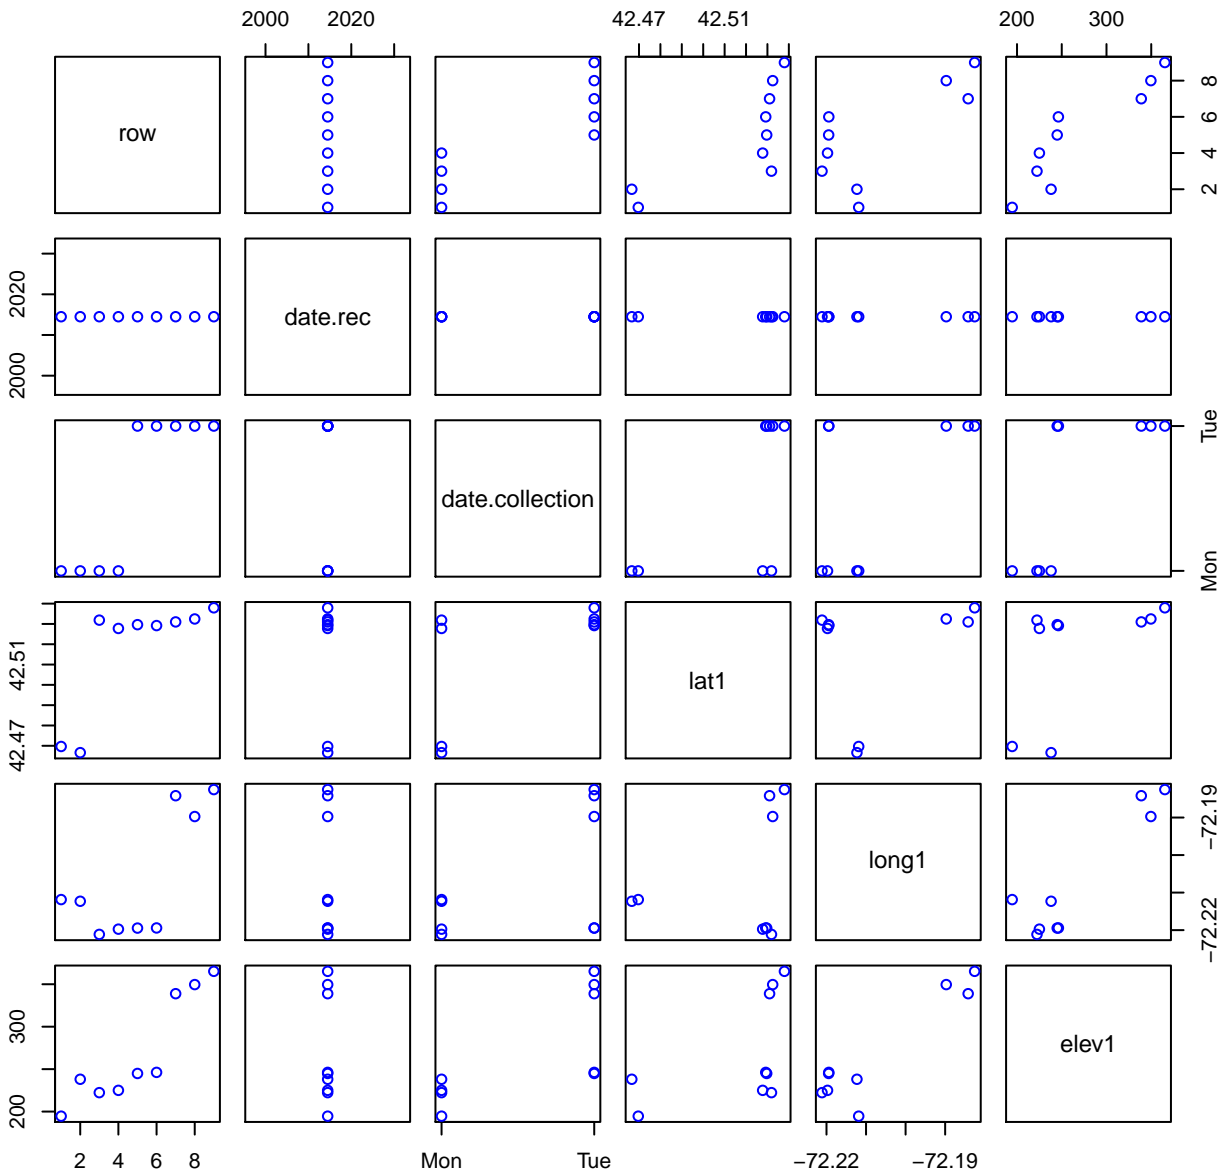 2000 2020 42.47 42.51 200 300
row
2 4 6 8
2000 2020
date.rec
date.collection
Mon Tue
42.47 42.51
lat1
long1
−72.22 −72.19
200 300
elev1
2 4 6 8 Mon Tue −72.22 −72.19